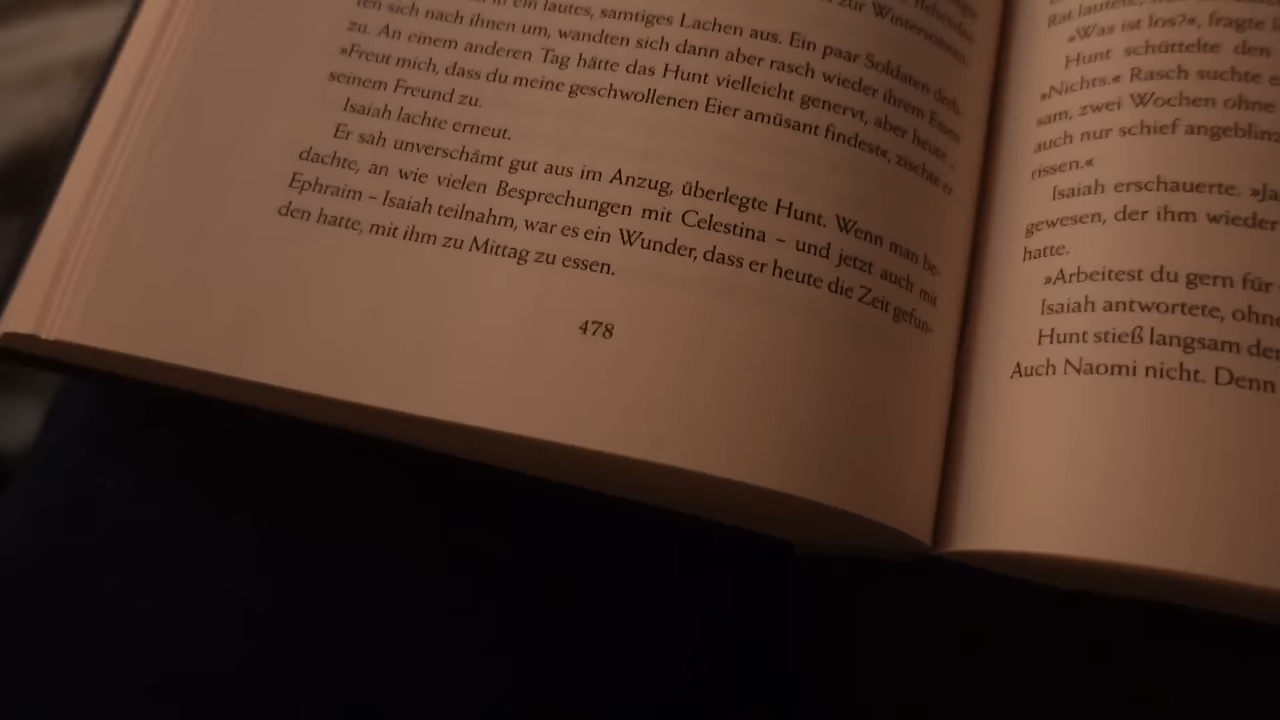 zur Wintersonnen
in ein lautes, samtiges Lachen aus. Ein paar Soldaten dreh-
ten sich nach ihnen um, wandten sich dann aber rasch wieder ihrem Essen
zu. An einem anderen Tag hätte das Hunt vielleicht genervt, aber heute –
»Freut mich, dass du meine geschwollenen Eier amüsant findest«, zischte er
seinem Freund zu.
Isaiah lachte erneut.
Er sah unverschämt gut aus im Anzug, überlegte Hunt. Wenn man be-
dachte, an wie vielen Besprechungen mit Celestina – und jetzt auch mit
Ephraim – Isaiah teilnahm, war es ein Wunder, dass er heute die Zeit gefun-
den hatte, mit ihm zu Mittag zu essen.
478
»Was ist los?«, fragte
Hunt schüttelte den
»Nichts.« Rasch suchte
sam, zwei Wochen ohne
auch nur schief angeblinz
rissen.«
Isaiah erschauerte. »Ja
gewesen, der ihm wieder
hatte.
»Arbeitest du gern für
Isaiah antwortete, ohne
Hunt stieß langsam den
Auch Naomi nicht. Denn